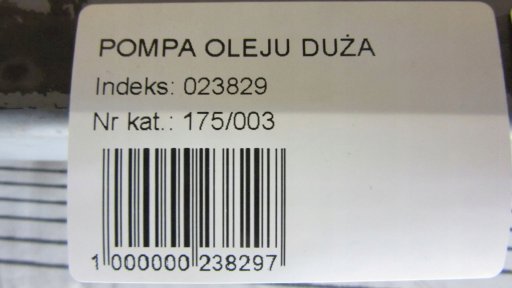 POMPA OLEJU DUŻA
Indeks: 023829
Nr kat.: 175/003
1 000000 238297